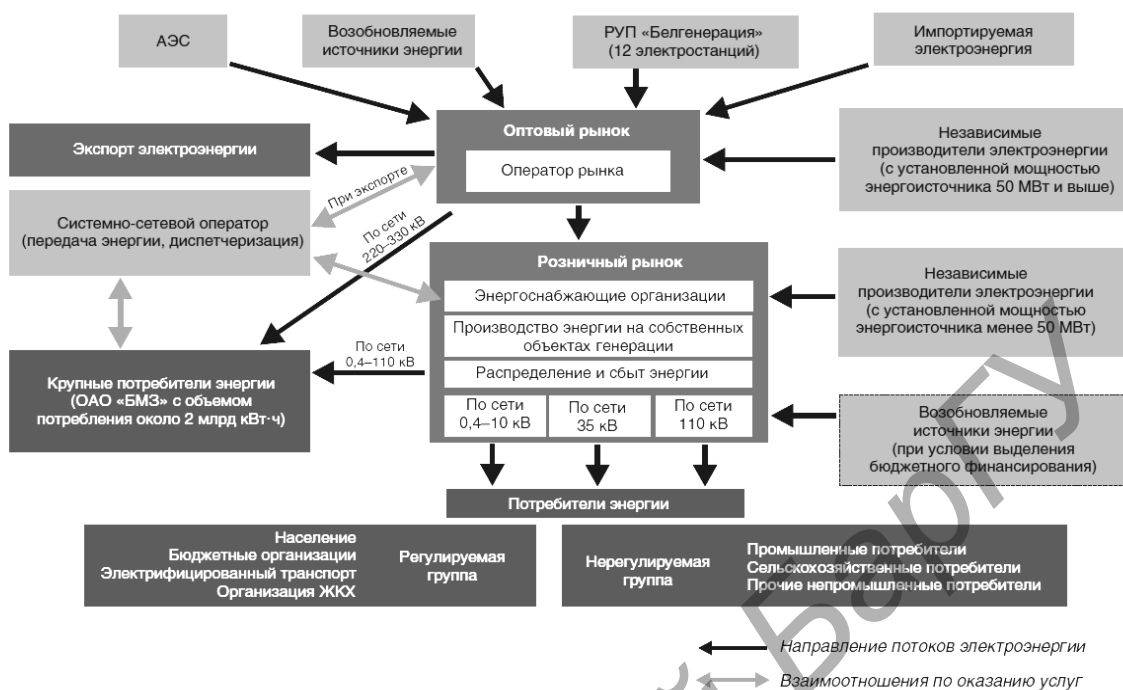 АЭС
Возобновляемые
источники энергии
РУП «Белгенерация»
(12 электростанций)
Импортируемая
электроэнергия
Оптовый рынок
Оператор рынка
Экспорт электроэнергии
Независимые
производители электроэнергии
(с установленной мощностью
энергоисточника 50 МВт и выше)
При экспорте
Системно-сетевой оператор
(передача энергии, диспетчеризация)
По сети
220–330 кВ
Розничный рынок
Энергоснабжающие организации
Производство энергии на собственных
объектах генерации
Распределение и сбыт энергии
По сети
0,4–10 кВ
По сети
35 кВ
По сети
110 кВ
Независимые
производители электроэнергии
(с установленной мощностью
энергоисточника менее 50 МВт)
По сети
0,4–110 кВ
Крупные потребители энергии
(ОАО «БМЗ» с объемом
потребления около 2 млрд кВт·ч)
Возобновляемые
источники энергии
(при условии выделения
бюджетного финансирования)
Потребители энергии
Население
Бюджетные организации
Электрифицированный транспорт
Организация ЖКХ
Регулируемая
группа
Нерегулируемая
группа
Промышленные потребители
Сельскохозяйственные потребители
Прочие непромышленные потребители
Направление потоков электроэнергии
Взаимоотношения по оказанию услуг
БарГУ